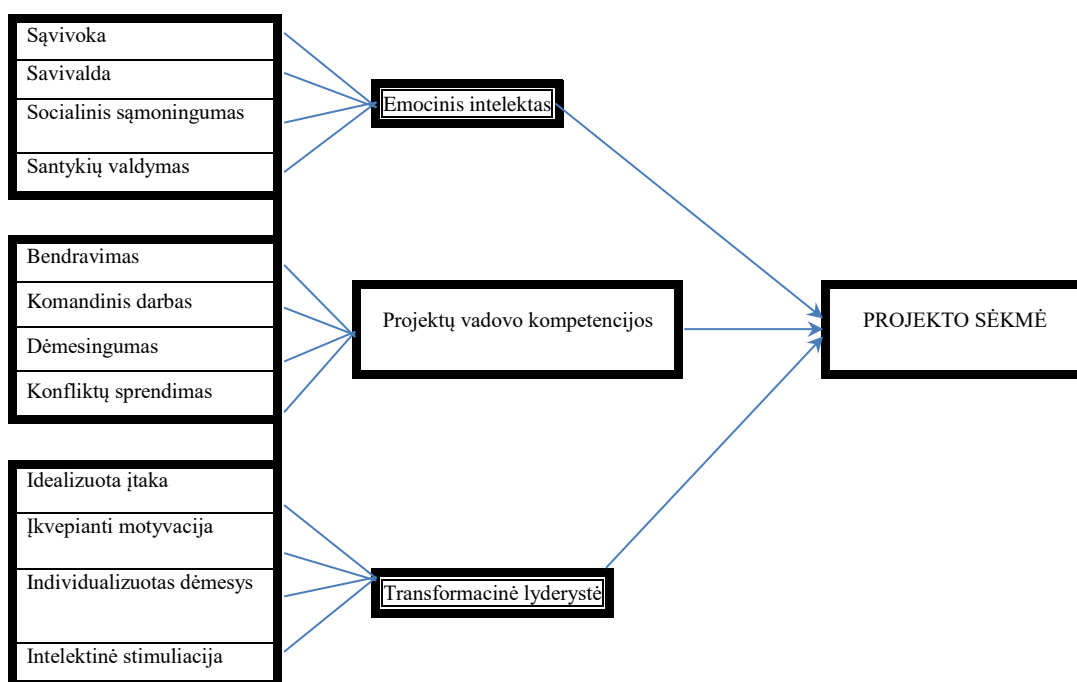 Sąvivoka
Savivalda
Socialinis sąmoningumas
Santykių valdymas
Emocinis intelektas
Bendravimas
Komandinis darbas
Dėmesingumas
Konfliktų sprendimas
Projektų vadovo kompetencijos
PROJEKTO SĖKMĖ
Idealizuota įtaka
Įkvepianti motyvacija
Individualizuotas dėmesys
Intelektinė stimuliacija
Transformacinė lyderystė